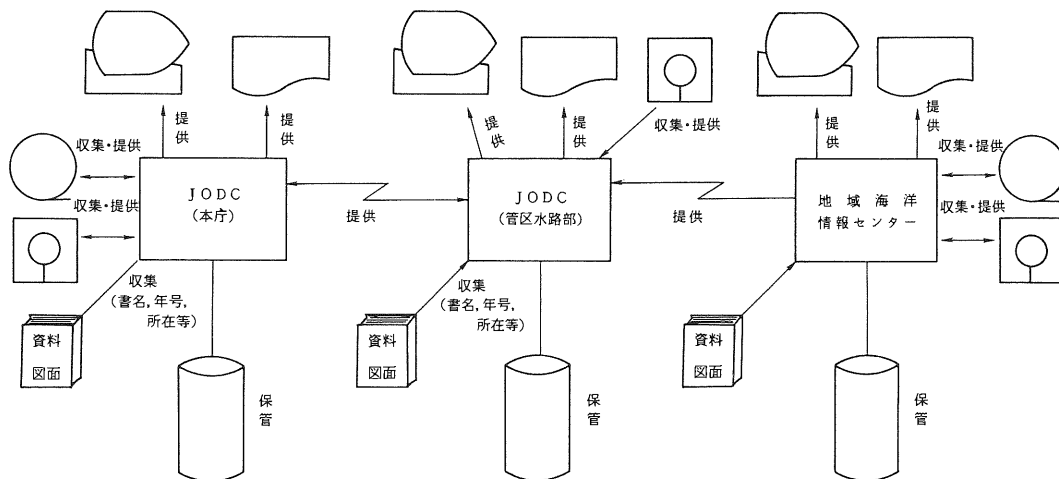 提供
提供
収集・提供
収集・提供
JODC
(本庁)
提供
収集
(書名,年号,
所在等)
資料
図面
保管
提供
提供
収集・提供
JODC
(管区水路部)
提供
収集
(書名,年号,
所在等)
資料
図面
保管
提供
提供
収集・提供
収集・提供
地域海洋
情報センター
資料
図面
保管